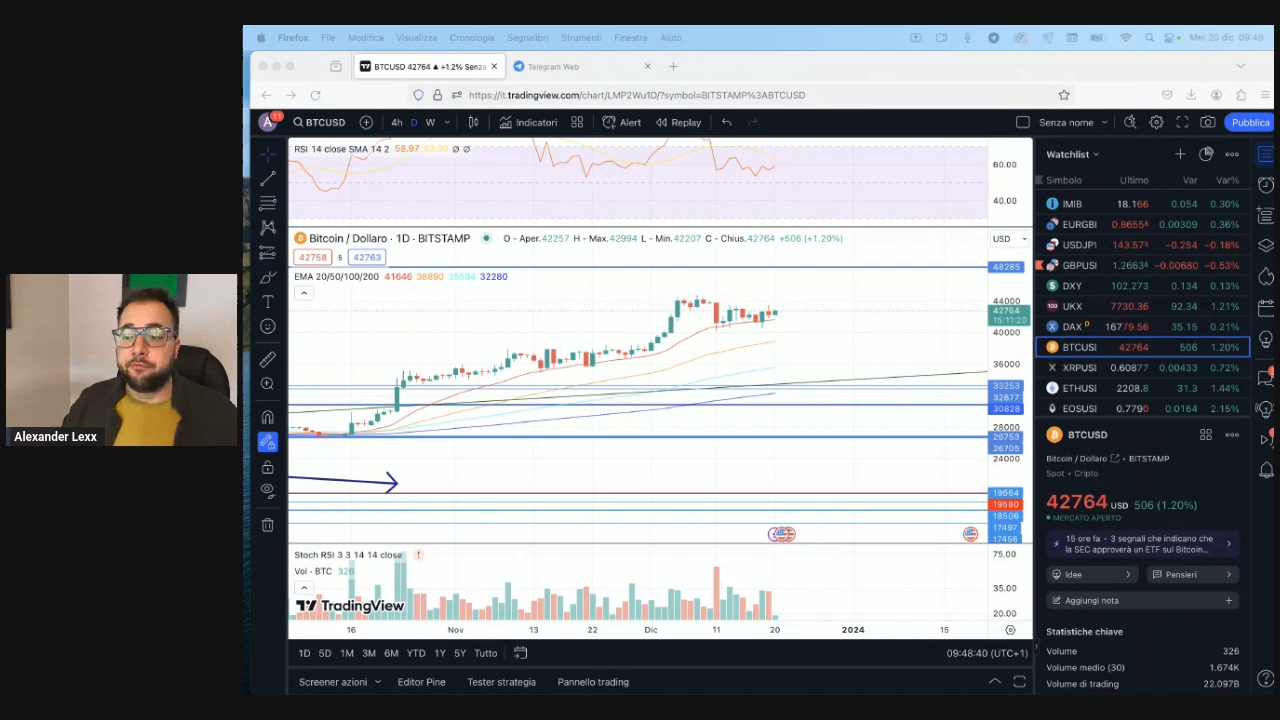 Firefox File Modifica Visualizza Cronologia Segnalibri Strumenti Finestra Aiuto Mer 20 dic 09:48
BTCUSD 42764 ▲ +1.2% Senza Telegram Web
https://it.tradingview.com/chart/LMP2Wu1D/?symbol=BITSTAMP%3ABTCUSD
A 11 BTCUSD 4h D W Indicatori Alert Replay Senza nome Pubblica
RSI 14 close SMA 14 2 58.97 63.30 Ø Ø
60.00
40.00
Bitcoin / Dollaro · 1D · BITSTAMP O - Aper.42257 H - Max.42994 L - Min.42207 C - Chius.42764 +506 (+1.20%)
USD
42758 5 42763
EMA 20/50/100/200 41646 38890 35594 32280
48285
44000
42764
15:11:20
40000
36000
33253
32877
30828
28000
26753
26705
24000
19664
19580
18506
17497
17456
Stoch RSI 3 3 14 14 close
Vol · BTC 326
75.00
35.00
20.00
TradingView
16 Nov 13 22 Dic 11 20 2024 15
1D 5D 1M 3M 6M YTD 1Y 5Y Tutto 09:48:40 (UTC+1)
Screener azioni Editor Pine Tester strategia Pannello trading
Watchlist
Simbolo Ultimo Var Var%
IMIB 18.166 0.054 0.30%
EURGBI 0.8655⁸ 0.00309 0.36%
USDJPY 143.57⁵ −0.254 −0.18%
GBPUSI 1.2663⁶ −0.00680 −0.53%
DXY 102.273 0.134 0.13%
UKX 7730.36 92.34 1.21%
DAX D 16779.56 35.15 0.21%
BTCUSI 42764 506 1.20%
XRPUSI 0.60877 0.00433 0.72%
ETHUSI 2208.8 31.3 1.44%
EOSUSI 0.7790 0.0164 2.15%
BTCUSD
Bitcoin / Dollaro • BITSTAMP
Spot • Cripto
42764 USD 506 (1.20%)
MERCATO APERTO
15 ore fa • 3 segnali che indicano che
la SEC approverà un ETF sul Bitcoin...
Idee Pensieri
Aggiungi nota
Statistiche chiave
Volume 326
Volume medio (30) 1.674K
Volume di trading 22.097B
Alexander Lexx